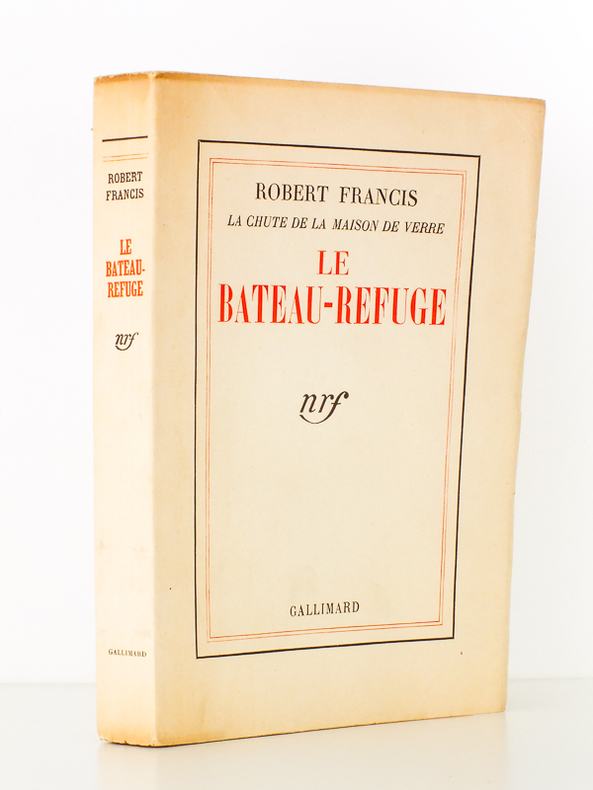 ROBERT
FRANCIS
LE
BATEAU-
REFUGE
nrf
GALLIMARD
ROBERT FRANCIS
LA CHUTE DE LA MAISON DE VERRE
LE
BATEAU-REFUGE
nrf
GALLIMARD